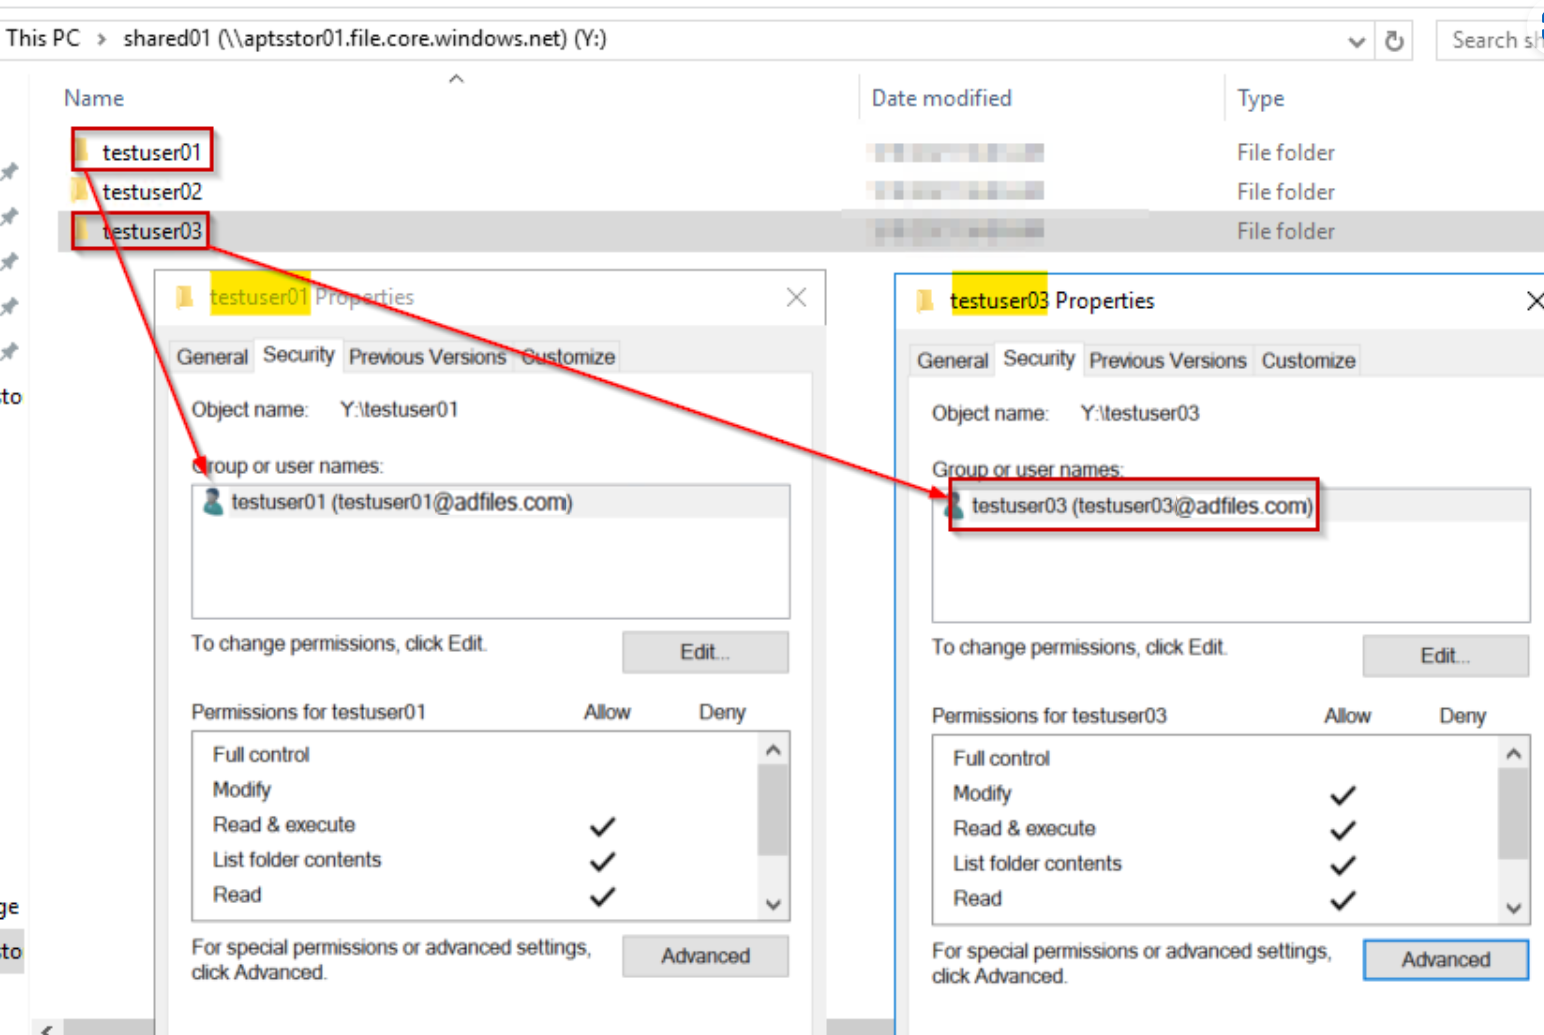 This PC > shared01 (\\aptsstor01.file.core.windows.net) (Y:)
Search sh
Name Date modified Type
testuser01 File folder
testuser02 File folder
testuser03 File folder
sto
ge
sto
testuser01 Properties
General Security Previous Versions Customize
Object name: Y:\testuser01
Group or user names:
testuser01 (testuser01@adfiles.com)
To change permissions, click Edit.
Edit...
Permissions for testuser01 Allow Deny
Full control
Modify
Read & execute
List folder contents
Read
For special permissions or advanced settings,
click Advanced.
Advanced
testuser03 Properties
General Security Previous Versions Customize
Object name: Y:\testuser03
Group or user names:
testuser03 (testuser03@adfiles.com)
To change permissions, click Edit.
Edit...
Permissions for testuser03 Allow Deny
Full control
Modify
Read & execute
List folder contents
Read
For special permissions or advanced settings,
click Advanced.
Advanced